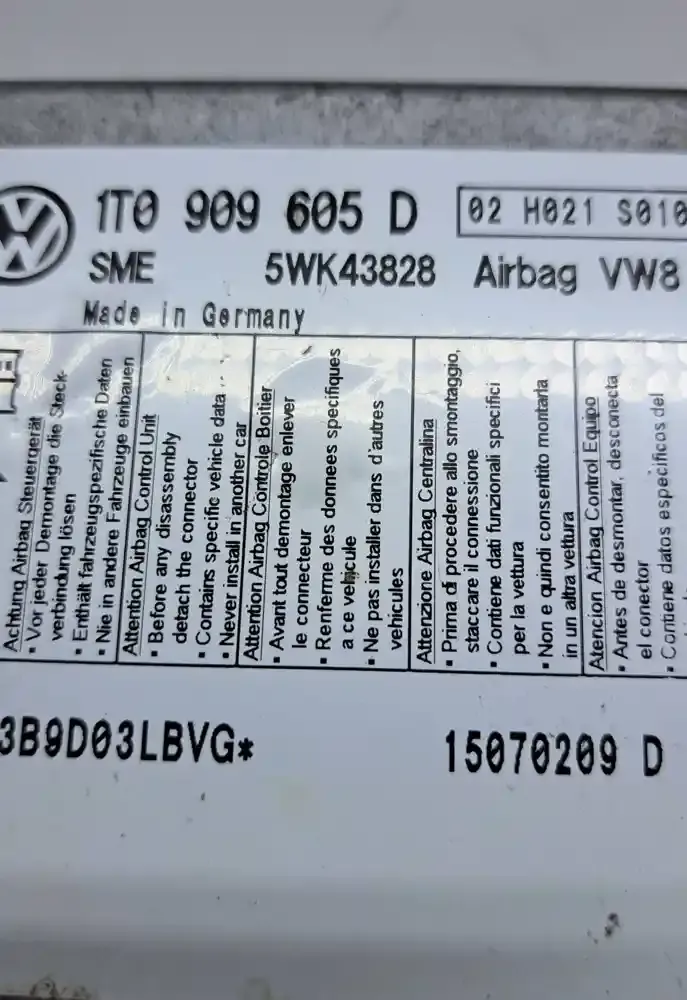 1T0 909 605 D
02 H021 S010
SME 5WK43828 Airbag VW8
Made in Germany
Achtung Airbag Steuergerät
• Vor jeder Demontage die Steck-
verbindung lösen
• Enthält fahrzeugspezifische Daten
• Nie in andere Fahrzeuge einbauen
Attention Airbag Control Unit
• Before any disassembly
detach the connector
• Contains specific vehicle data
• Never install in another car
Attention Airbag Controle Boitier
• Avant tout demontage enlever
le connecteur
• Renferme des donnees specifiques
a ce vehicule
• Ne pas installer dans d'autres
vehicules
Attenzione Airbag Centralina
• Prima di procedere allo smontaggio,
staccare il connessione
• Contiene dati funzionali specifici
per la vettura
• Non e quindi consentito montarla
in un altra vettura
Atencion Airbag Control Equipo
• Antes de desmontar, desconecta
el conector
• Contiene datos especificos del
3B9D03LBVG*
15070209 D